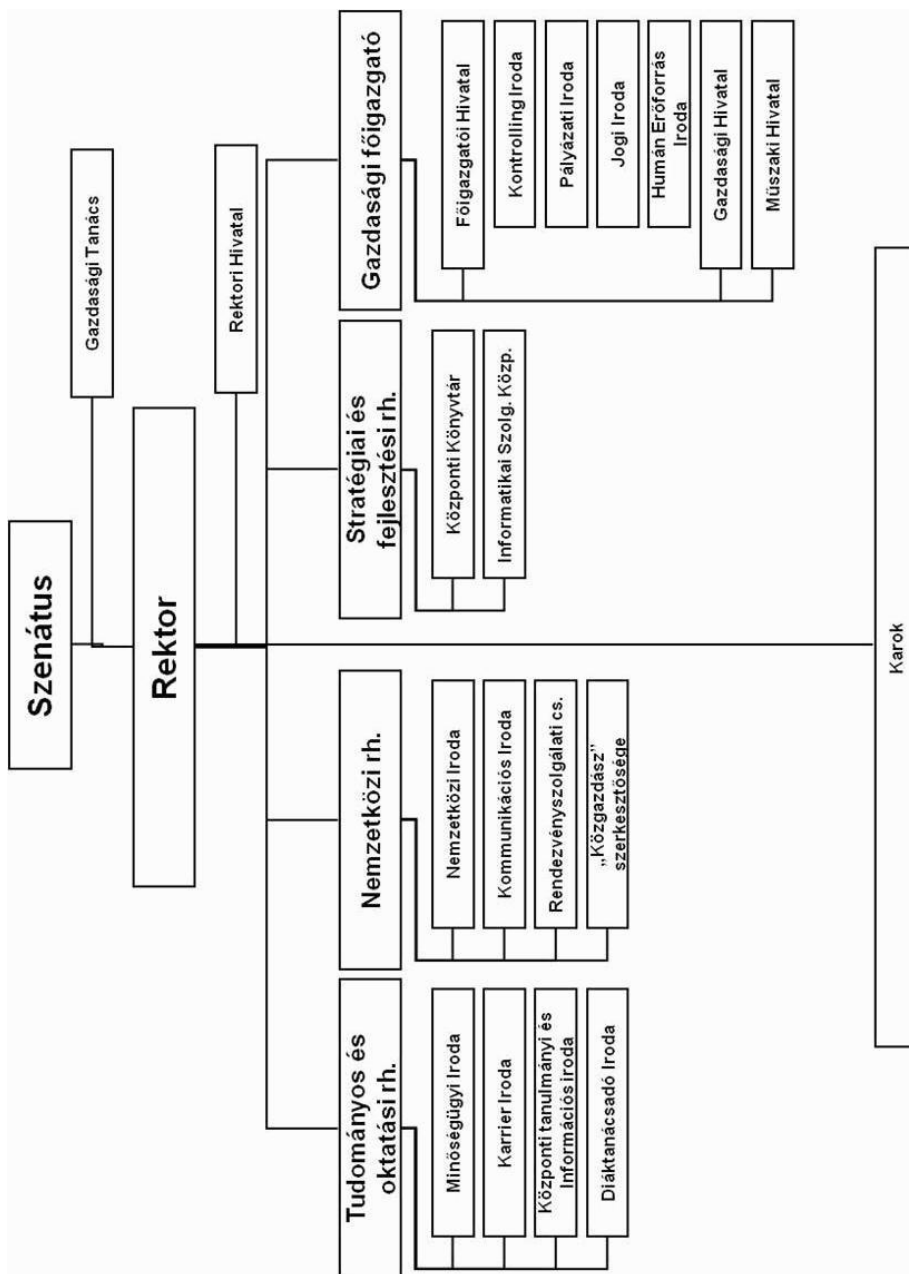 Szenátus
Gazdasági Tanács
Rektor
Rektori Hivatal
Tudományos és
oktatási rh.
Minőségügyi Iroda
Karrier Iroda
Központi tanulmányi és
Információs iroda
Diáktanácsadó Iroda
Nemzetközi rh.
Nemzetközi Iroda
Kommunikációs Iroda
Rendezvényszolgálati cs.
„Közgazdász”
szerkesztősége
Stratégiai és
fejlesztési rh.
Központi Könyvtár
Informatikai Szolg. Közp.
Gazdasági főigazgató
Főigazgatói Hivatal
Kontrolling Iroda
Pályázati Iroda
Jogi Iroda
Humán Erőforrás
Iroda
Gazdasági Hivatal
Műszaki Hivatal
Karok